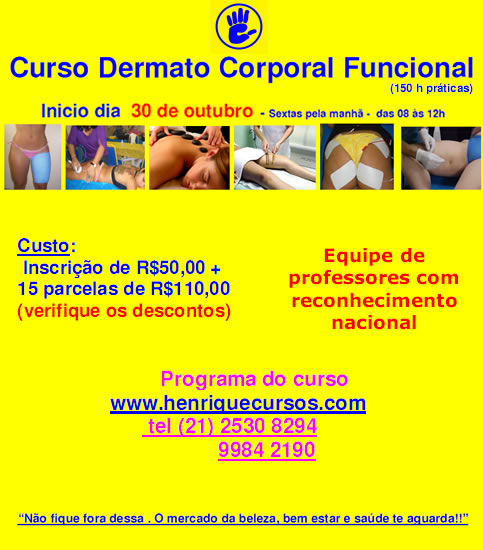 Curso Dermato Corporal Funcional
(150 h práticas)
Inicio dia 30 de outubro - Sextas pela manhã - das 08 às 12h
Custo:
Inscrição de R$50,00 +
15 parcelas de R$110,00
(verifique os descontos)
Equipe de
professores com
reconhecimento
nacional
Programa do curso
www.henriquecursos.com
tel (21) 2530 8294
9984 2190
“Não fique fora dessa . O mercado da beleza, bem estar e saúde te aguarda!!”